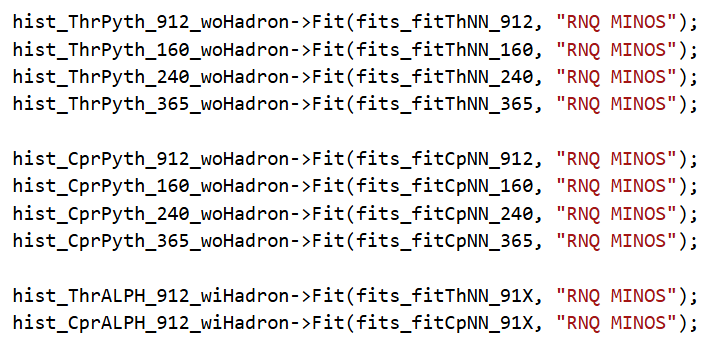 hist_ThrPyth_912_woHadron->Fit(fits_fitThNN_912, "RNQ MINOS");
hist_ThrPyth_160_woHadron->Fit(fits_fitThNN_160, "RNQ MINOS");
hist_ThrPyth_240_woHadron->Fit(fits_fitThNN_240, "RNQ MINOS");
hist_ThrPyth_365_woHadron->Fit(fits_fitThNN_365, "RNQ MINOS");
hist_CprPyth_912_woHadron->Fit(fits_fitCpNN_912, "RNQ MINOS");
hist_CprPyth_160_woHadron->Fit(fits_fitCpNN_160, "RNQ MINOS");
hist_CprPyth_240_woHadron->Fit(fits_fitCpNN_240, "RNQ MINOS");
hist_CprPyth_365_woHadron->Fit(fits_fitCpNN_365, "RNQ MINOS");
hist_ThrALPH_912_wiHadron->Fit(fits_fitThNN_91X, "RNQ MINOS");
hist_CprALPH_912_wiHadron->Fit(fits_fitCpNN_91X, "RNQ MINOS");